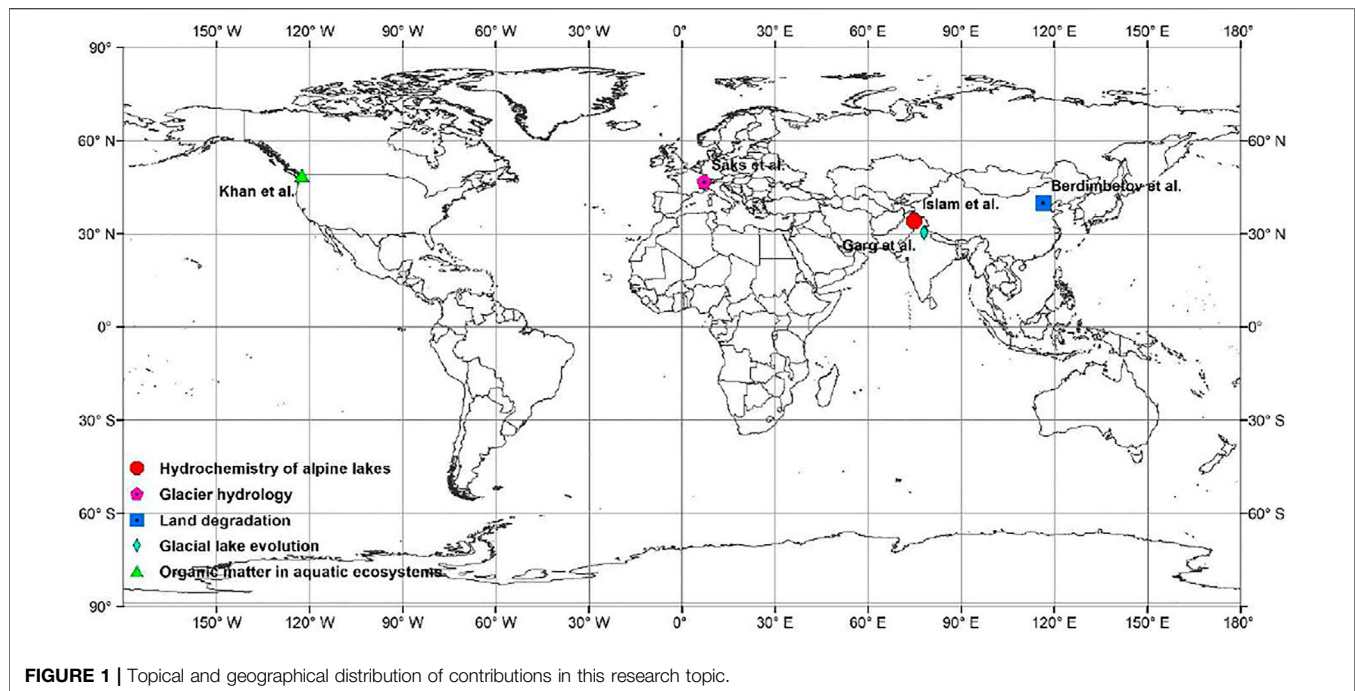 150° W 120° W 90° W 60° W 30° W 0° 30° E 60° E 90° E 120° E 150° E 180°
90°
60° N 60° N
Saks et al.
Khan et al.
Berdimbetov et al.
Islam et al.
30° N 30° N
Garg et al.
0° 0°
30° S 30° S
Hydrochemistry of alpine lakes
Glacier hydrology
60° S 60° S
Land degradation
Glacial lake evolution
Organic matter in aquatic ecosystems
90°
150° W 120° W 90° W 60° W 30° W 0° 30° E 60° E 90° E 120° E 150° E 180°
FIGURE 1 | Topical and geographical distribution of contributions in this research topic.